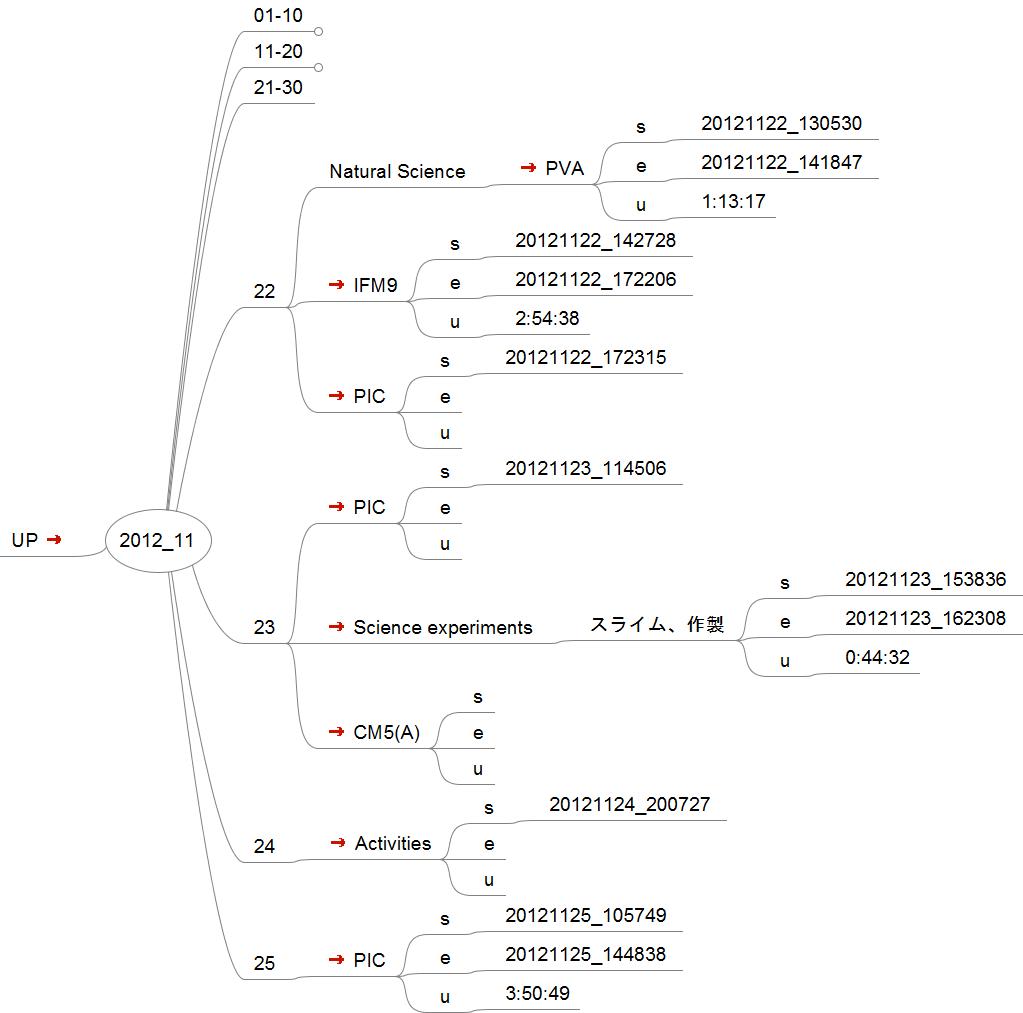 01-10
11-20
21-30
22
Natural Science
PVA
s
20121122_130530
e
20121122_141847
u
1:13:17
IFM9
s
20121122_142728
e
20121122_172206
u
2:54:38
PIC
s
20121122_172315
e
u
UP
2012_11
23
PIC
s
20121123_114506
e
u
Science experiments
スライム、作製
s
20121123_153836
e
20121123_162308
u
0:44:32
CM5(A)
s
e
u
24
Activities
s
20121124_200727
e
u
25
PIC
s
20121125_105749
e
20121125_144838
u
3:50:49